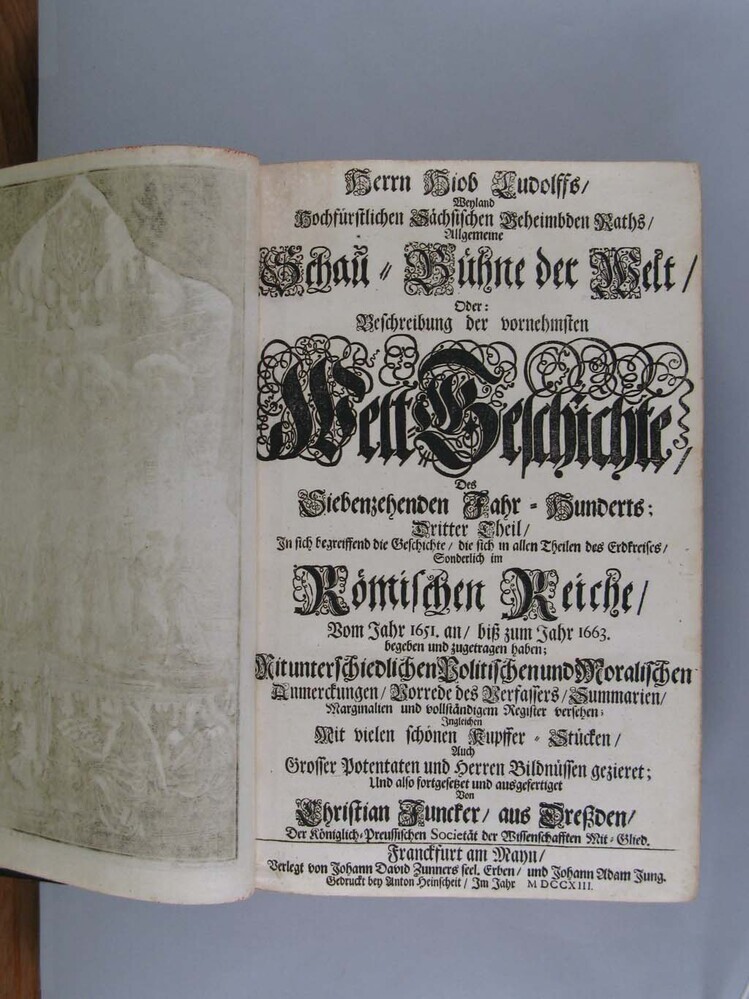 Herrn Hiob Ludolffs/
Weyland
Hochfürstlichen Sächsischen Geheimbden Raths/
Allgemeine
Schau-Bühne der Welt/
Oder:
Beschreibung der vornehmsten
Welt-Geschichte/
Des
Siebenzehenden Jahr-Hunderts;
Dritter Theil/
In sich begreiffend die Geschichte/ die sich in allen Theilen des Erdkreises/
Sonderlich im
Römischen Reiche/
Vom Jahr 1651. an/ biß zum Jahr 1663.
begeben und zugetragen haben;
Mit unterschiedlichen Politischen und Moralischen
Anmerckungen/ Vorrede des Verfassers/ Summarien/
Marginalien und vollständigem Register versehen;
Ingleichen
Mit vielen schönen Kupffer-Stücken/
Auch
Grosser Potentaten und Herren Bildnüssen gezieret;
Und also fortgesetzet und ausgefertiget
Von
Christian Juncker/ aus Dreßden/
Der Königlich-Preussischen Societät der Wissenschafften Mit-Glied.
Franckfurt am Mayn/
Verlegt von Johann David Zunners seel. Erben/ und Johann Adam Jung.
Gedruckt bey Anton Heinscheit/ Im Jahr MDCCXIII.